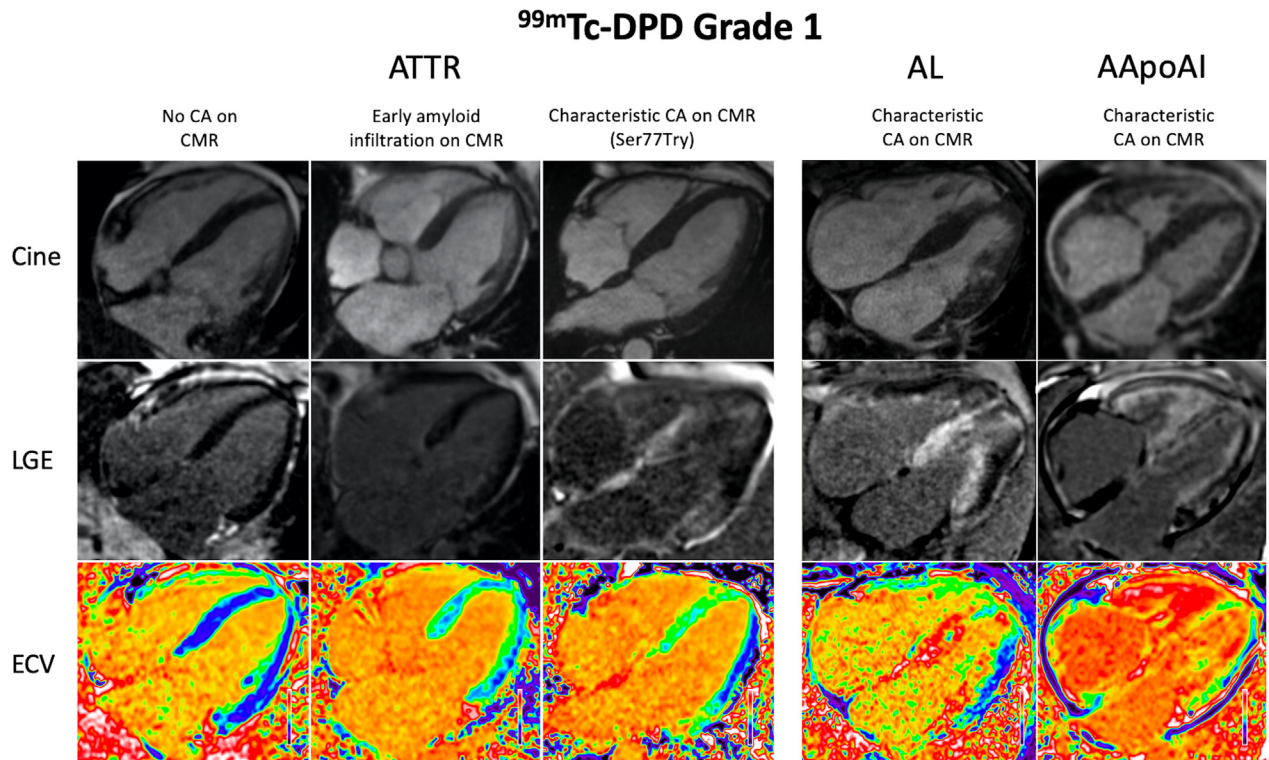 ⁹⁹ᵐTc-DPD Grade 1
ATTR
AL
AApoAI
No CA on
CMR
Early amyloid
infiltration on CMR
Characteristic CA on CMR
(Ser77Try)
Characteristic
CA on CMR
Characteristic
CA on CMR
Cine
LGE
ECV